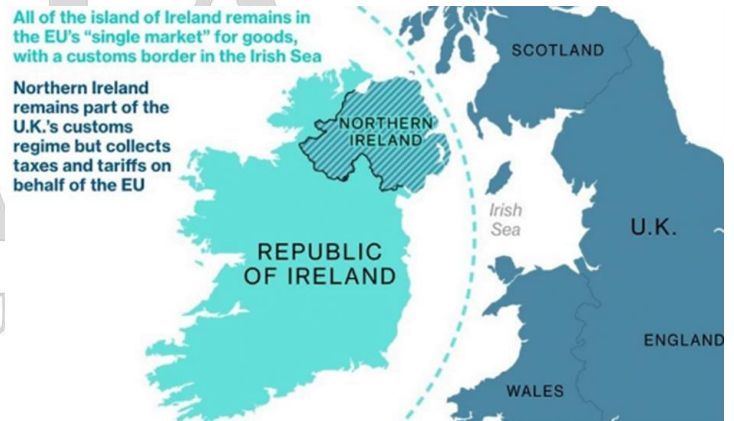 All of the island of Ireland remains in
the EU's “single market” for goods,
with a customs border in the Irish Sea
Northern Ireland
remains part of the
U.K.'s customs
regime but collects
taxes and tariffs on
behalf of the EU
SCOTLAND
NORTHERN
IRELAND
Irish
Sea
U.K.
REPUBLIC
OF IRELAND
ENGLAND
WALES